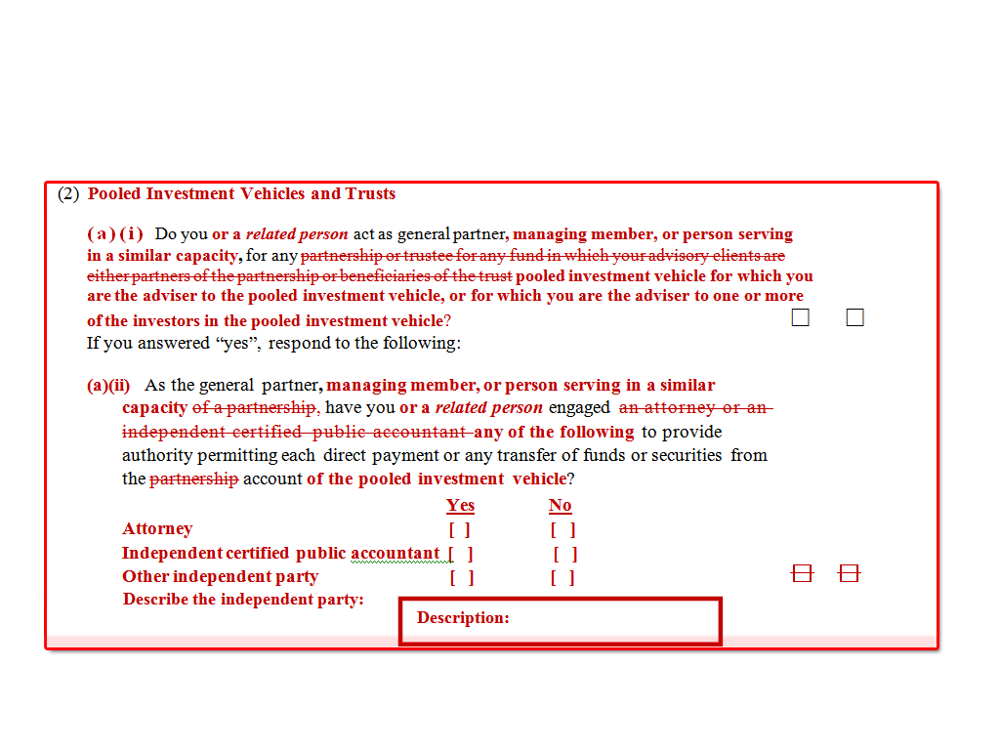 (2) Pooled Investment Vehicles and Trusts
(a)(i) Do you or a related person act as general partner, managing member, or person serving
in a similar capacity, for any partnership or trustee for any fund in which your advisory clients are
either partners of the partnership or beneficiaries of the trust pooled investment vehicle for which you
are the adviser to the pooled investment vehicle, or for which you are the adviser to one or more
of the investors in the pooled investment vehicle?
If you answered “yes”, respond to the following:
(a)(ii) As the general partner, managing member, or person serving in a similar
capacity of a partnership, have you or a related person engaged an attorney or an
independent certified public accountant any of the following to provide
authority permitting each direct payment or any transfer of funds or securities from
the partnership account of the pooled investment vehicle?
Yes No
Attorney [ ] [ ]
Independent certified public accountant [ ] [ ]
Other independent party [ ] [ ]
Describe the independent party:
Description: